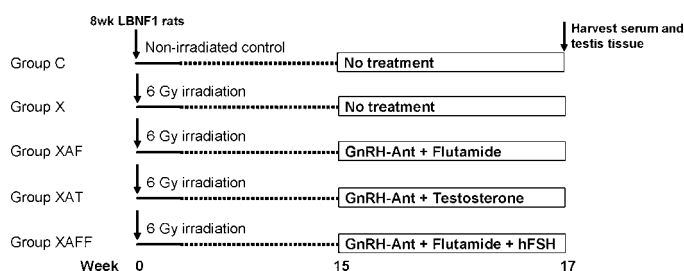 8wk LBNF1 rats
Harvest serum and
testis tissue
Group C
Non-irradiated control
No treatment
Group X
6 Gy irradiation
No treatment
Group XAF
6 Gy irradiation
GnRH-Ant + Flutamide
Group XAT
6 Gy irradiation
GnRH-Ant + Testosterone
Group XAFF
6 Gy irradiation
GnRH-Ant + Flutamide + hFSH
Week 0 15 17